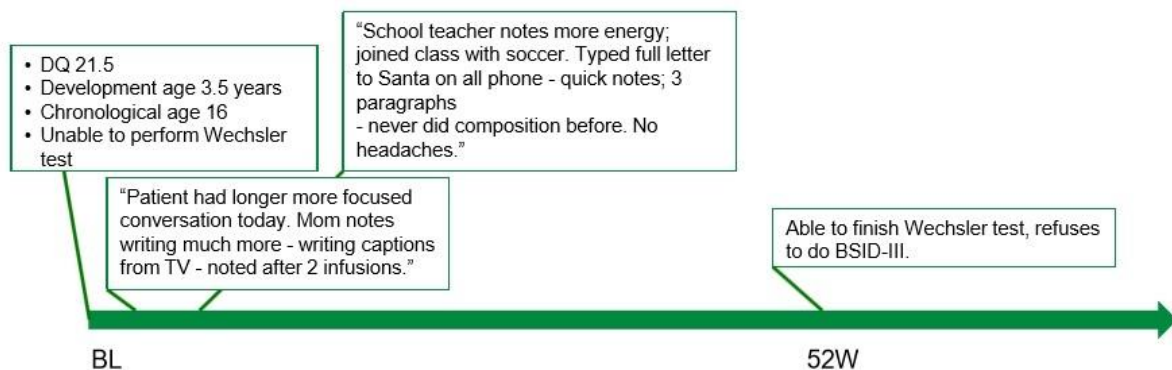 • DQ 21.5
• Development age 3.5 years
• Chronological age 16
• Unable to perform Wechsler
test
“School teacher notes more energy;
joined class with soccer. Typed full letter
to Santa on all phone - quick notes; 3
paragraphs
- never did composition before. No
headaches.”
“Patient had longer more focused
conversation today. Mom notes
writing much more - writing captions
from TV - noted after 2 infusions.”
Able to finish Wechsler test, refuses
to do BSID-III.
BL
52W